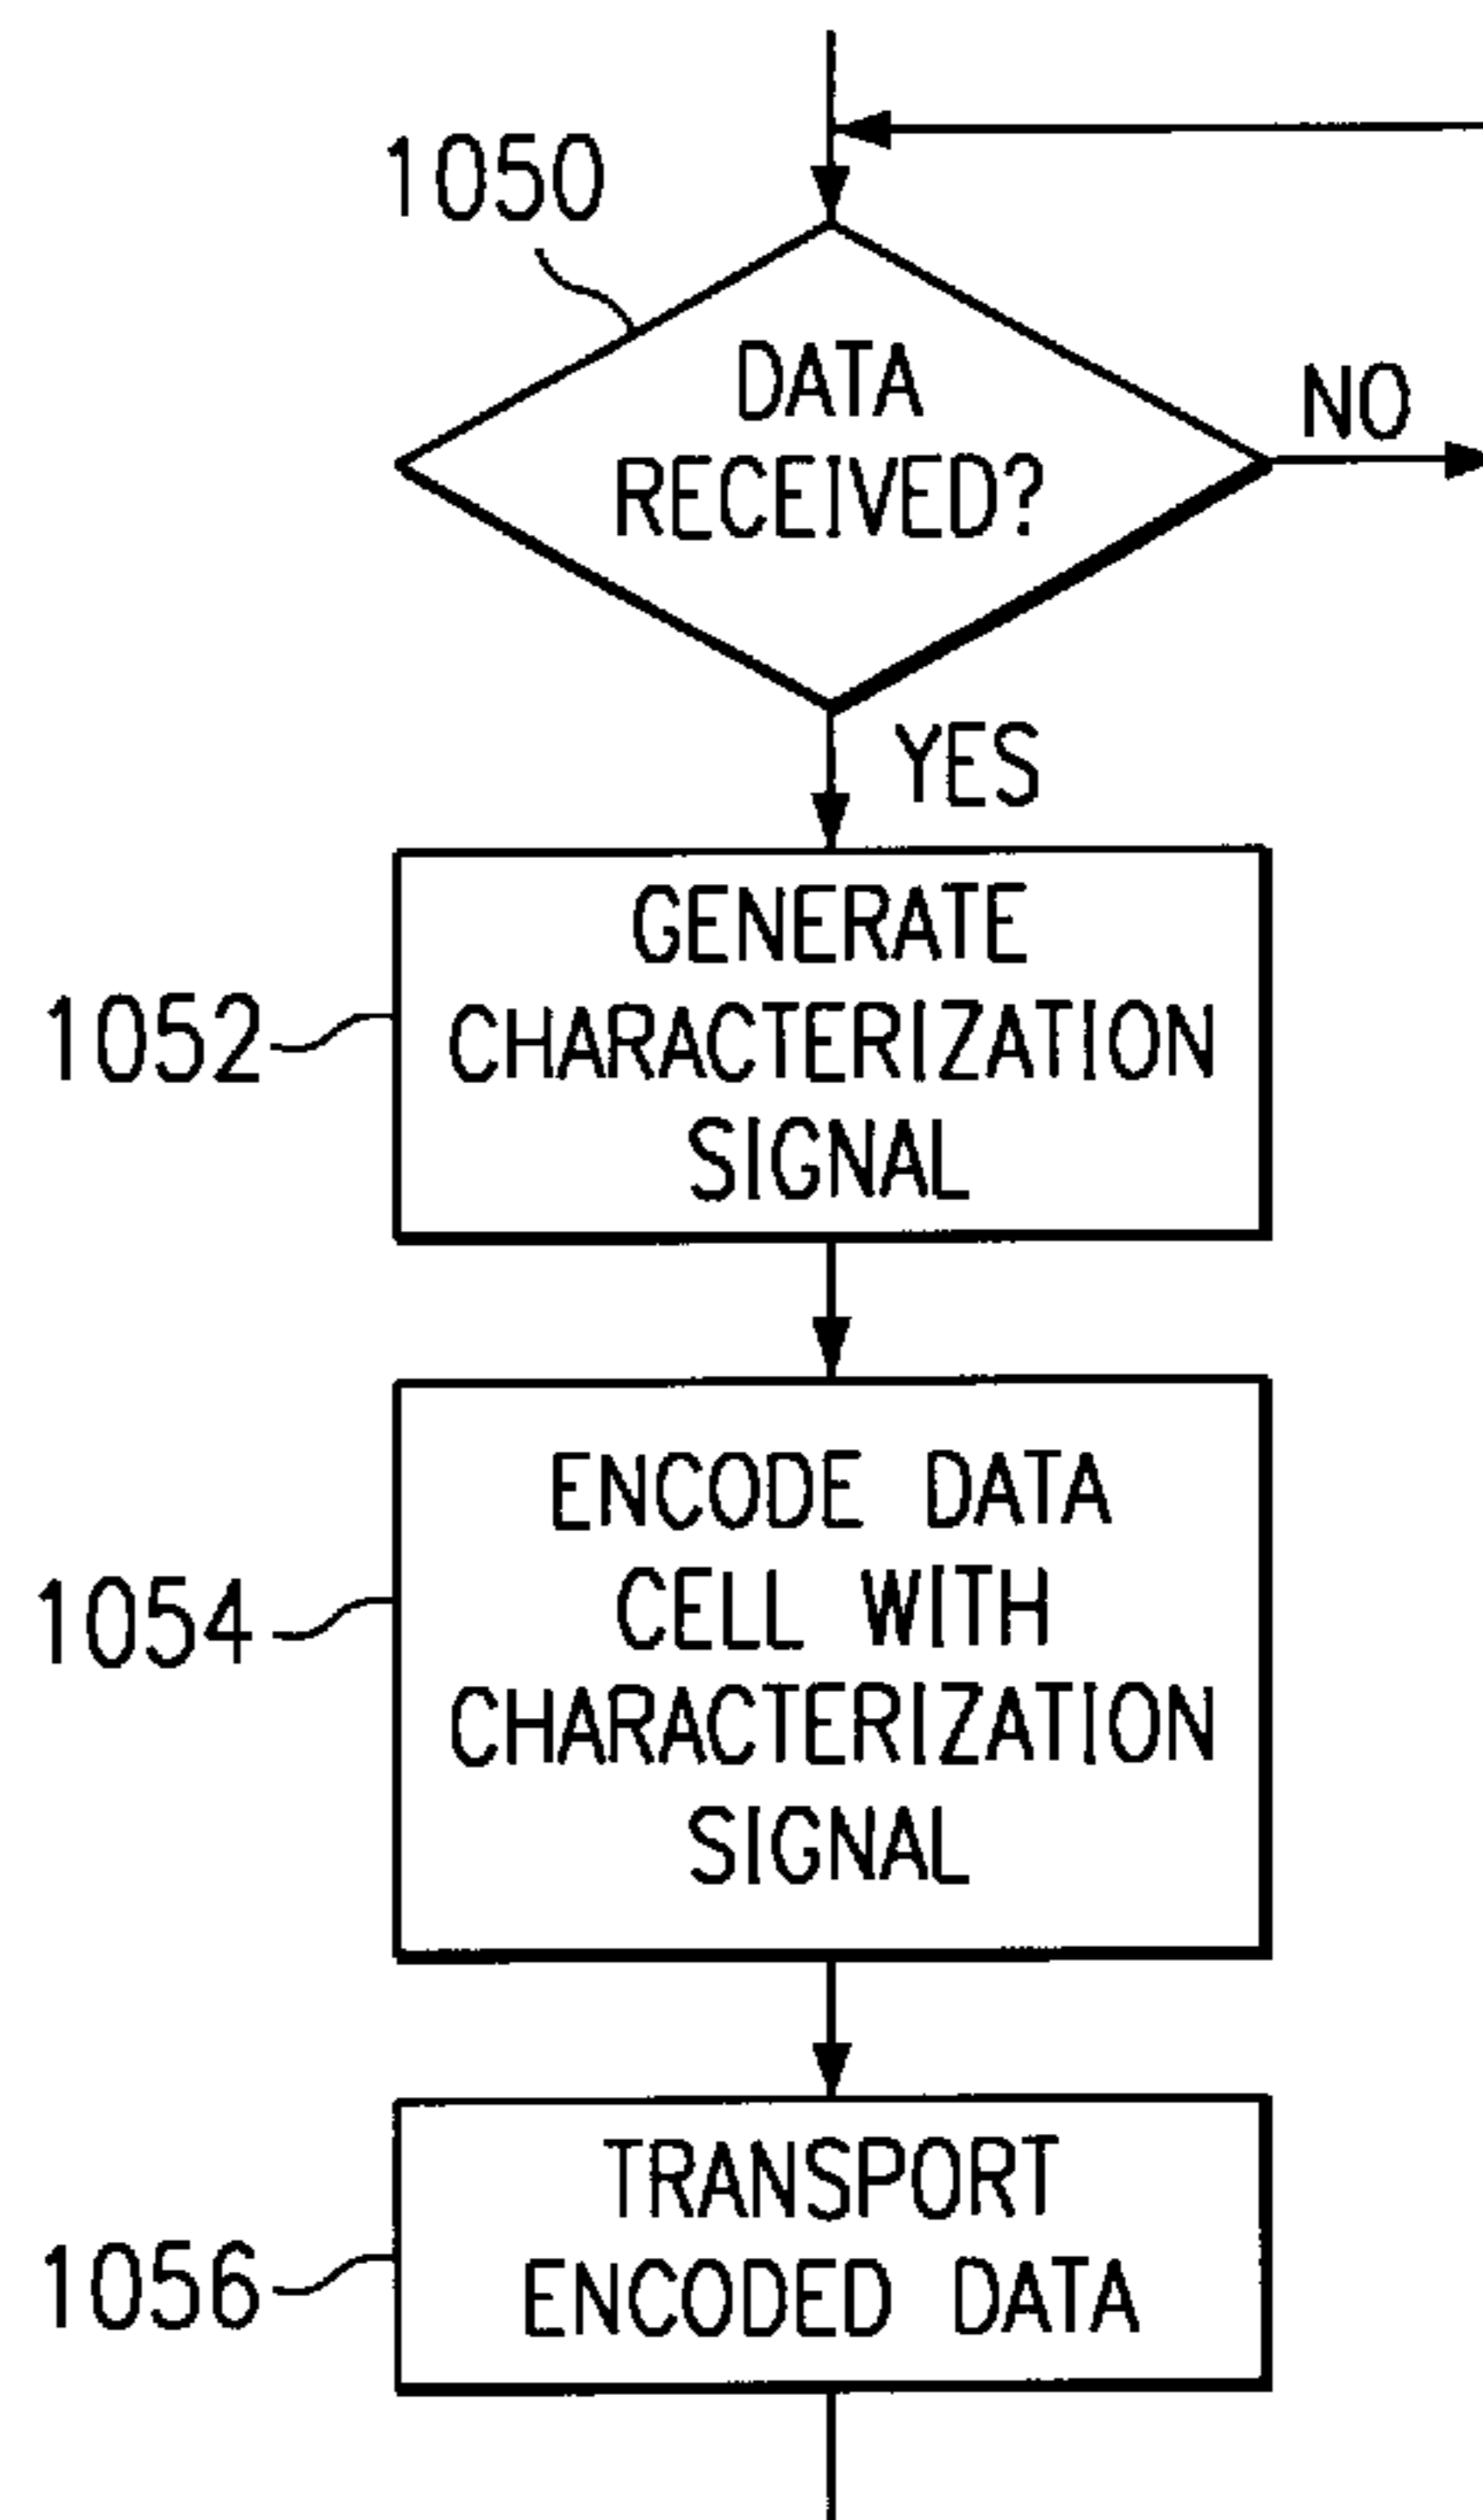 1050
DATA
RECEIVED?
NO
YES
GENERATE
1052
CHARACTERIZATION
SIGNAL
ENCODE DATA
CELL WITH
1054
CHARACTERIZATION
SIGNAL
TRANSPORT
1056
ENCODED DATA